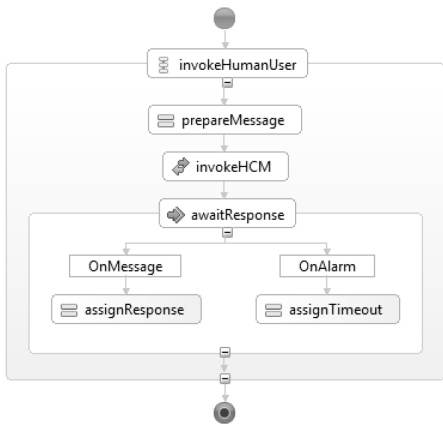 invokeHumanUser
prepareMessage
invokeHCM
awaitResponse
OnMessage
OnAlarm
assignResponse
assignTimeout